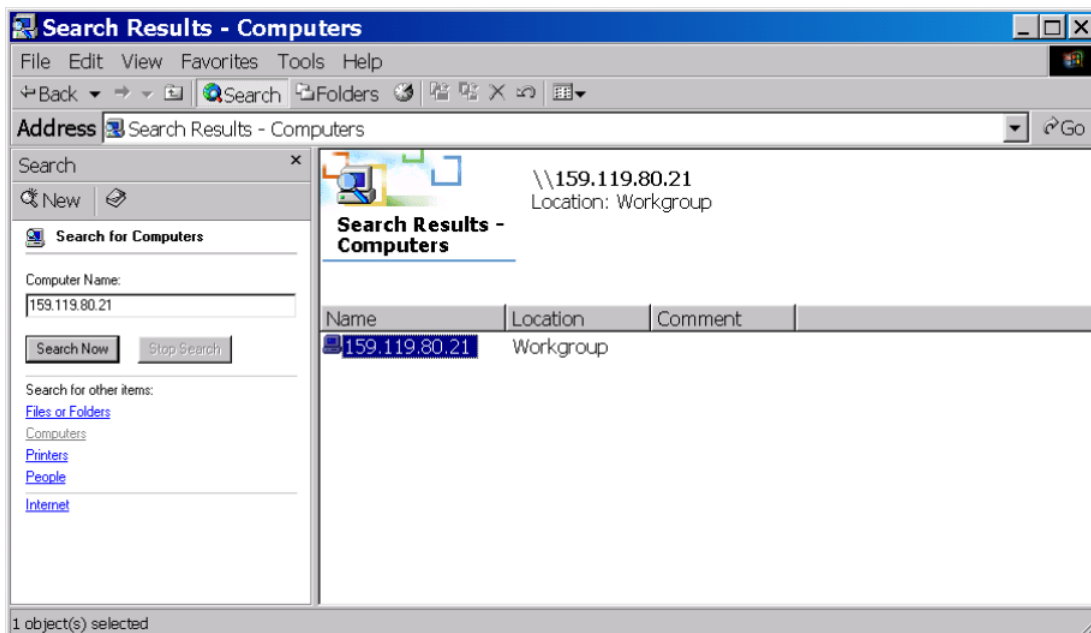 Search Results - Computers
File Edit View Favorites Tools Help
Back Search Folders
Address Search Results - Computers Go
Search
New
Search for Computers
Computer Name:
159.119.80.21
Search Now Stop Search
Search for other items:
Files or Folders
Computers
Printers
People
Internet
Search Results -
Computers
\\159.119.80.21
Location: Workgroup
Name Location Comment
159.119.80.21 Workgroup
1 object(s) selected